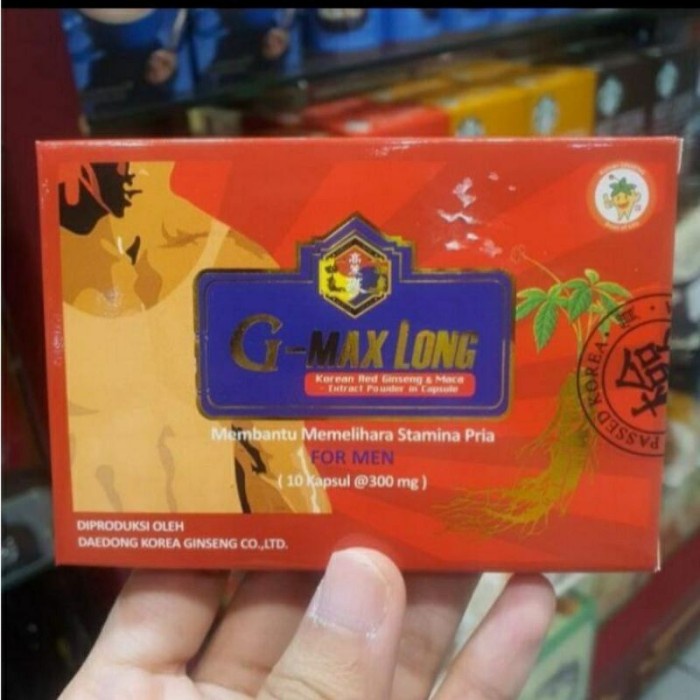 G-MAX LONG
Korean Red Ginseng & Maca
Extract Powder in Capsule
Membantu Memelihara Stamina Pria
FOR MEN
( 10 Kapsul @300 mg )
DIPRODUKSI OLEH
DAEDONG KOREA GINSENG CO.,LTD.
PASSED KOREA